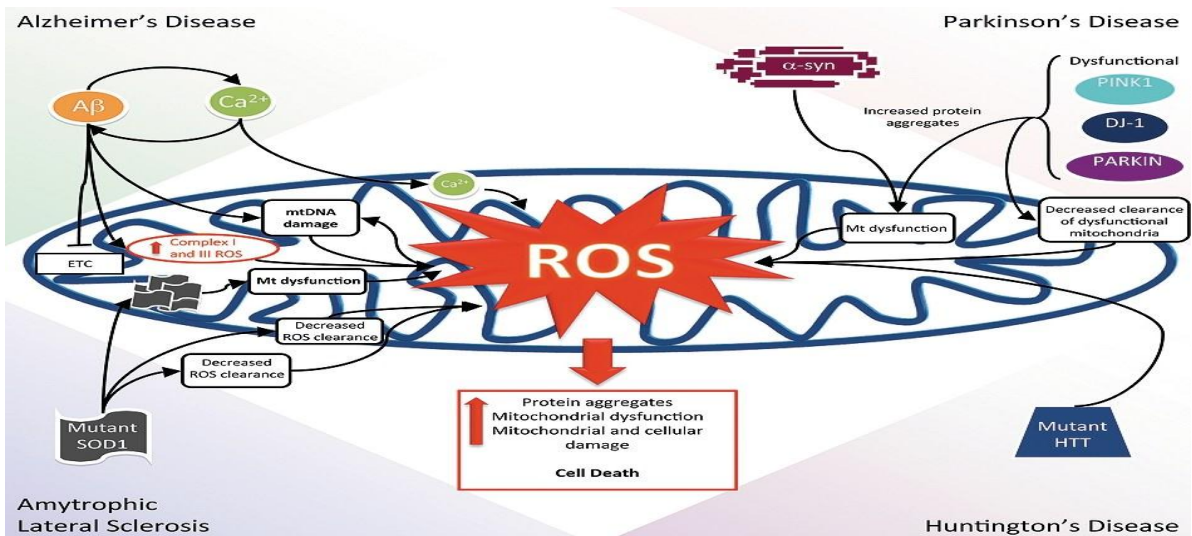 Alzheimer's Disease
Parkinson's Disease
Aβ
Ca²⁺
α-syn
Dysfunctional
PINK1
DJ-1
PARKIN
Increased protein
aggregates
Ca²⁺
mtDNA
damage
Complex I
and III ROS
ETC
Mt dysfunction
ROS
Mt dysfunction
Decreased clearance
of dysfunctional
mitochondria
Decreased
ROS clearance
Decreased
ROS clearance
Mutant
SOD1
Protein aggregates
Mitochondrial dysfunction
Mitochondrial and cellular
damage
Cell Death
Mutant
HTT
Amytrophic
Lateral Sclerosis
Huntington's Disease